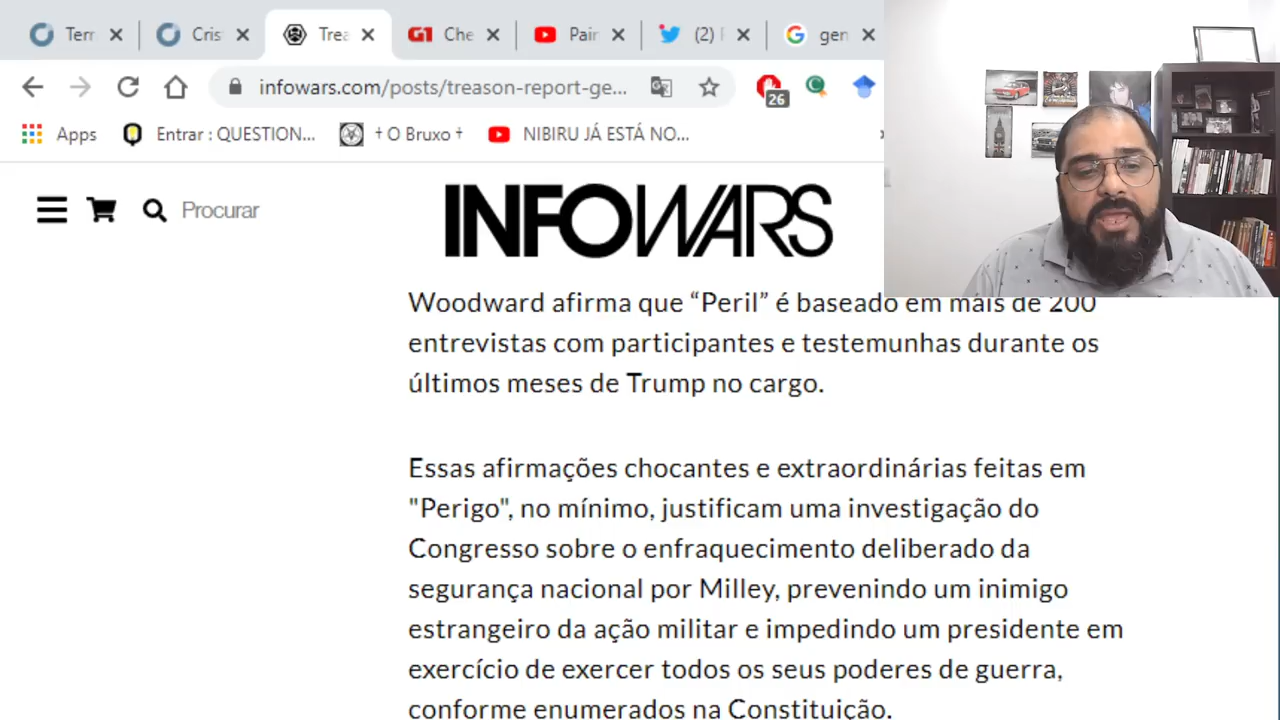 Terr
Cris
Trea
G1 Che
Pair
(2)
gen
infowars.com/posts/treason-report-ge...
26
Apps
Entrar : QUESTION...
† O Bruxo †
NIBIRU JÁ ESTÁ NO...
Procurar
INFOWARS
Woodward afirma que “Peril” é baseado em mais de 200
entrevistas com participantes e testemunhas durante os
últimos meses de Trump no cargo.
Essas afirmações chocantes e extraordinárias feitas em
"Perigo", no mínimo, justificam uma investigação do
Congresso sobre o enfraquecimento deliberado da
segurança nacional por Milley, prevenindo um inimigo
estrangeiro da ação militar e impedindo um presidente em
exercício de exercer todos os seus poderes de guerra,
conforme enumerados na Constituição.